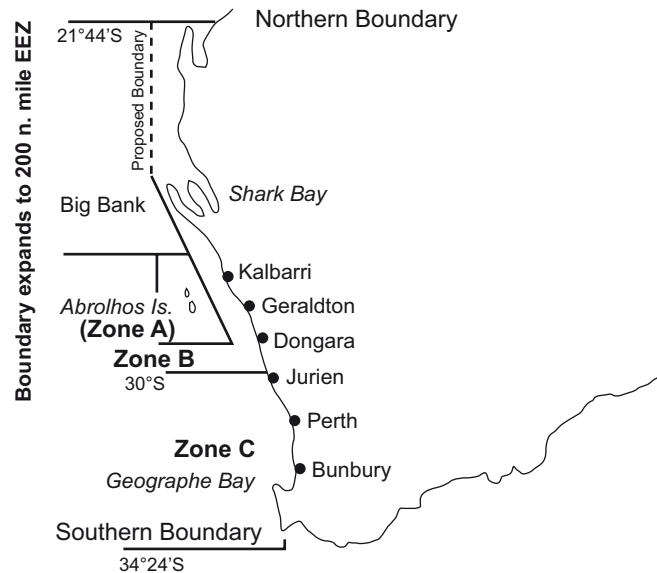 Northern Boundary
21°44‘S
Boundary expands to 200 n. mile EEZ
Proposed Boundary
Shark Bay
Big Bank
Kalbarri
Abrolhos Is.
(Zone A)
Geraldton
Dongara
Zone B
30°S
Jurien
Perth
Zone C
Geographe Bay
Bunbury
Southern Boundary
34°24‘S